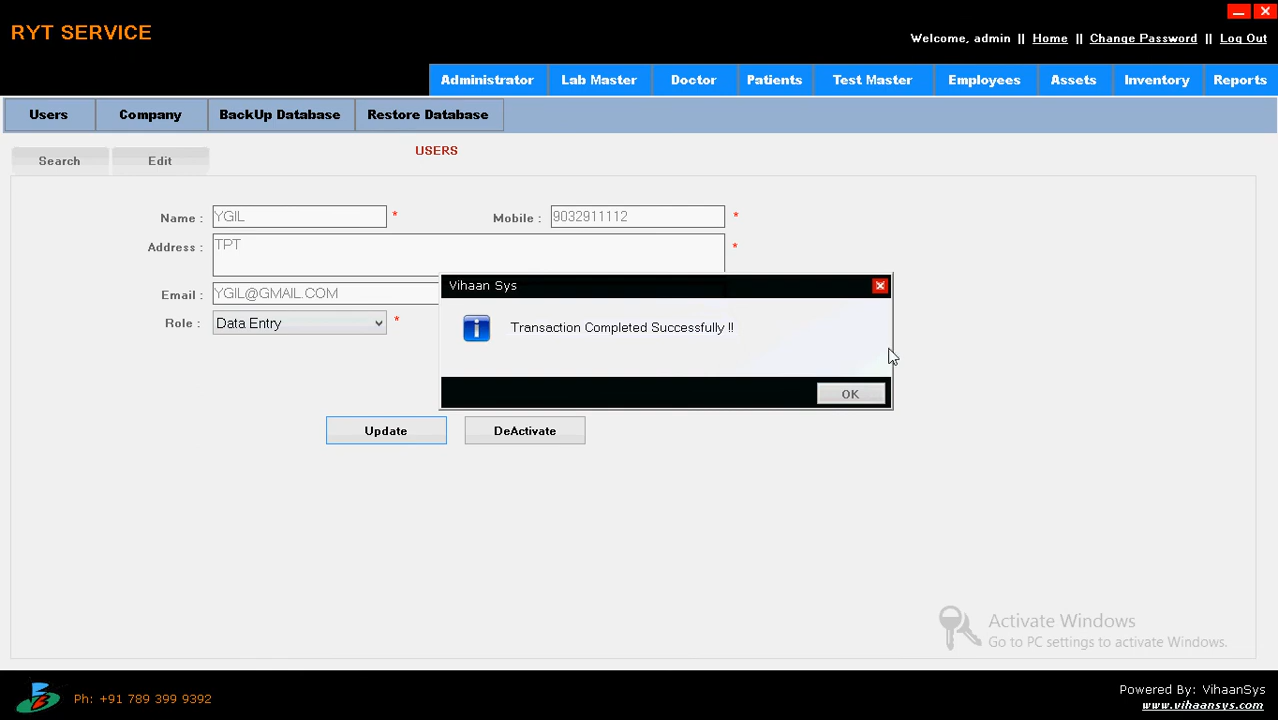 RYT SERVICE
Welcome, admin || Home || Change Password || Log Out
Administrator Lab Master Doctor Patients Test Master Employees Assets Inventory Reports
Users Company BackUp Database Restore Database
Search Edit USERS
Name : YGIL * Mobile : 9032911112 *
Address : TPT *
Vihaan Sys
Email : YGIL@GMAIL.COM
Role : Data Entry *
Transaction Completed Successfully !!
OK
Update DeActivate
Activate Windows
Go to PC settings to activate Windows.
Ph: +91 789 399 9392
Powered By: VihaanSys
www.vihaansys.com